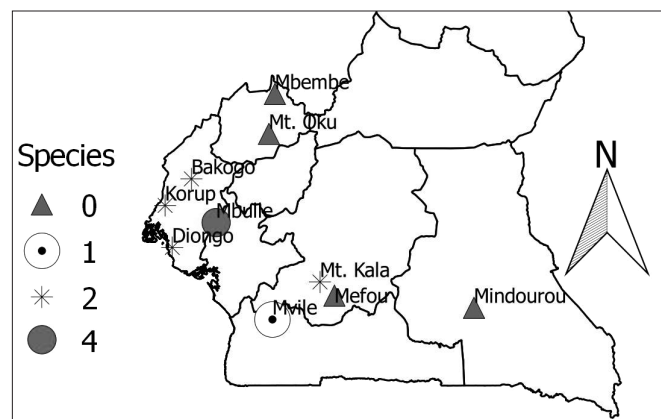 Mbembe
Mt. Oku
Species
Bakogo
N
0
Korup
Mbulle
1
Diongo
2
Mt. Kala
Mefou
Mindourou
Mvile
4